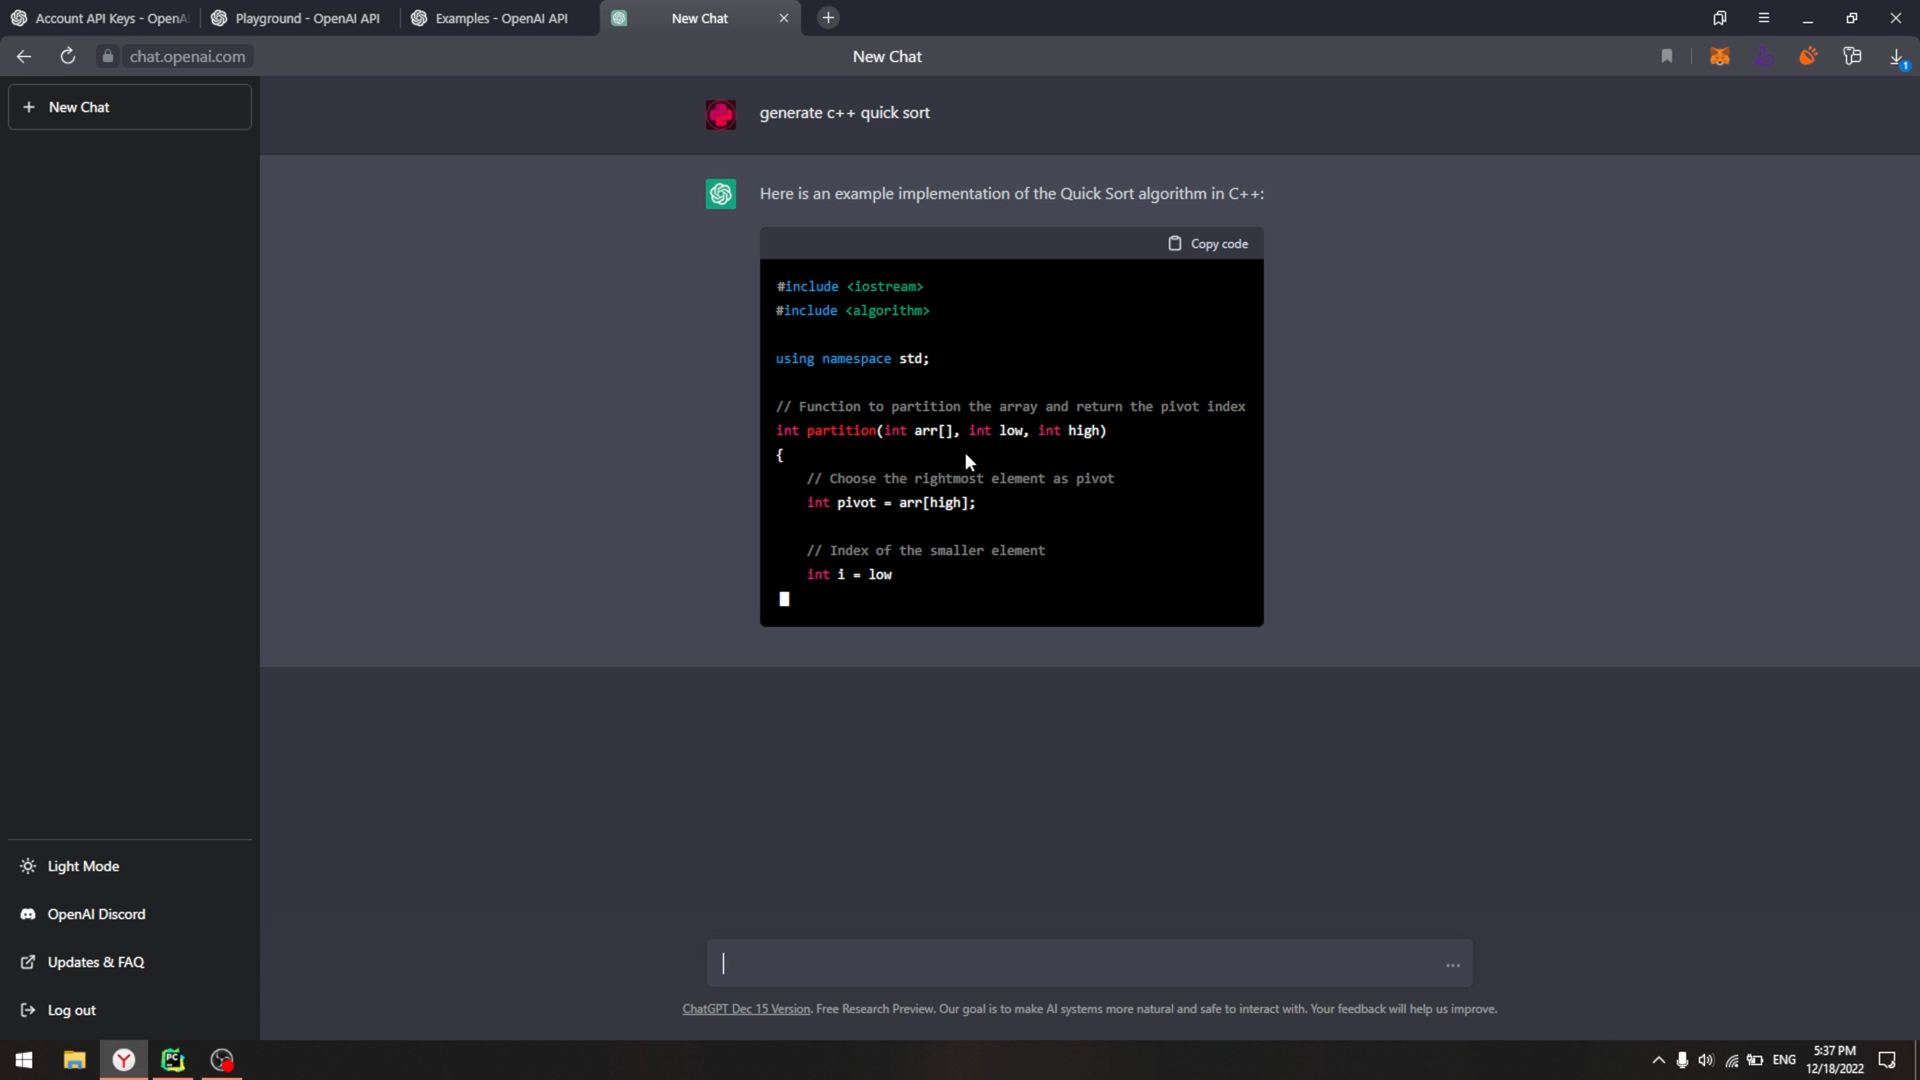 Account API Keys - OpenA
Playground - OpenAI API
Examples - OpenAI API
New Chat
chat.openai.com
New Chat
1
New Chat
generate c++ quick sort
Here is an example implementation of the Quick Sort algorithm in C++:
Copy code
#include <iostream>
#include <algorithm>
using namespace std;
// Function to partition the array and return the pivot index
int partition(int arr[], int low, int high)
{
// Choose the rightmost element as pivot
int pivot = arr[high];
// Index of the smaller element
int i = low
Light Mode
OpenAI Discord
Updates & FAQ
Log out
ChatGPT Dec 15 Version. Free Research Preview. Our goal is to make AI systems more natural and safe to interact with. Your feedback will help us improve.
Y
PC
ENG
5:37 PM
12/18/2022